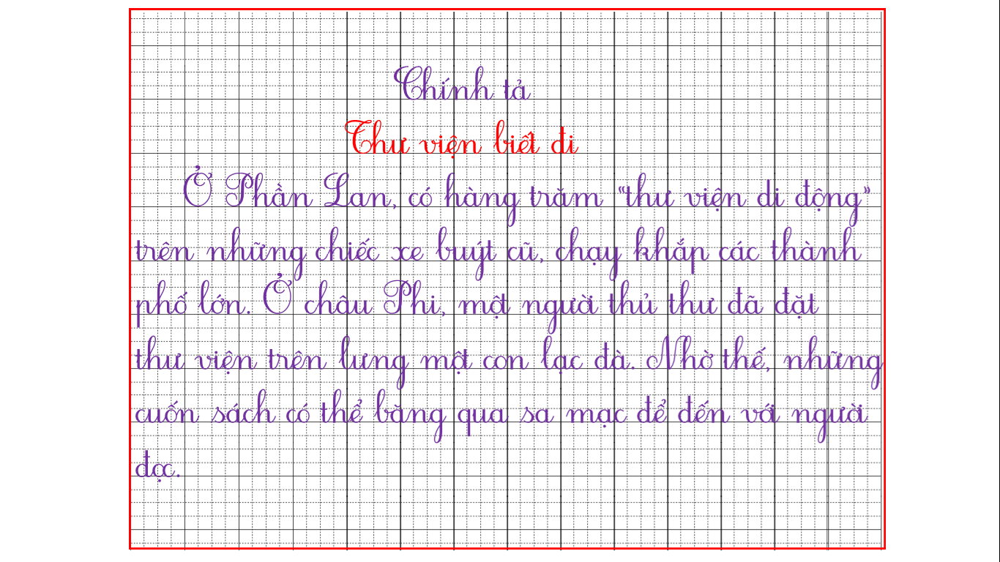 Chính tả
Thư viện biết đi
Ở Phần Lan, có hàng trăm “thư viện di động”
trên những chiếc xe buýt cũ, chạy khắp các thành
phố lớn. Ở châu Phi, một người thủ thư đã đặt
thư viện trên lưng một con lạc đà. Nhờ thế, những
cuốn sách có thể băng qua sa mạc để đến với người
đọc.